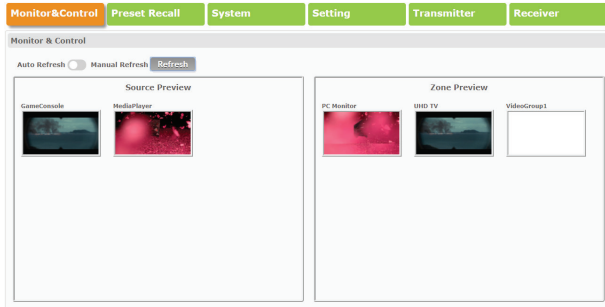 Monitor&Control Preset Recall System Setting Transmitter Receiver
Monitor & Control
Auto Refresh Manual Refresh Refresh
Source Preview Zone Preview
GameConsole MediaPlayer PC Monitor UHD TV VideoGroup1